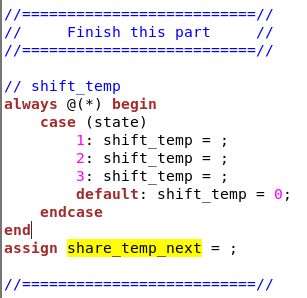 //==========================//
//     Finish this part     //
//==========================//
// shift_temp
always @(*) begin
    case (state)
        1: shift_temp = ;
        2: shift_temp = ;
        3: shift_temp = ;
        default: shift_temp = 0;
    endcase
end
assign share_temp_next = ;
//==========================//